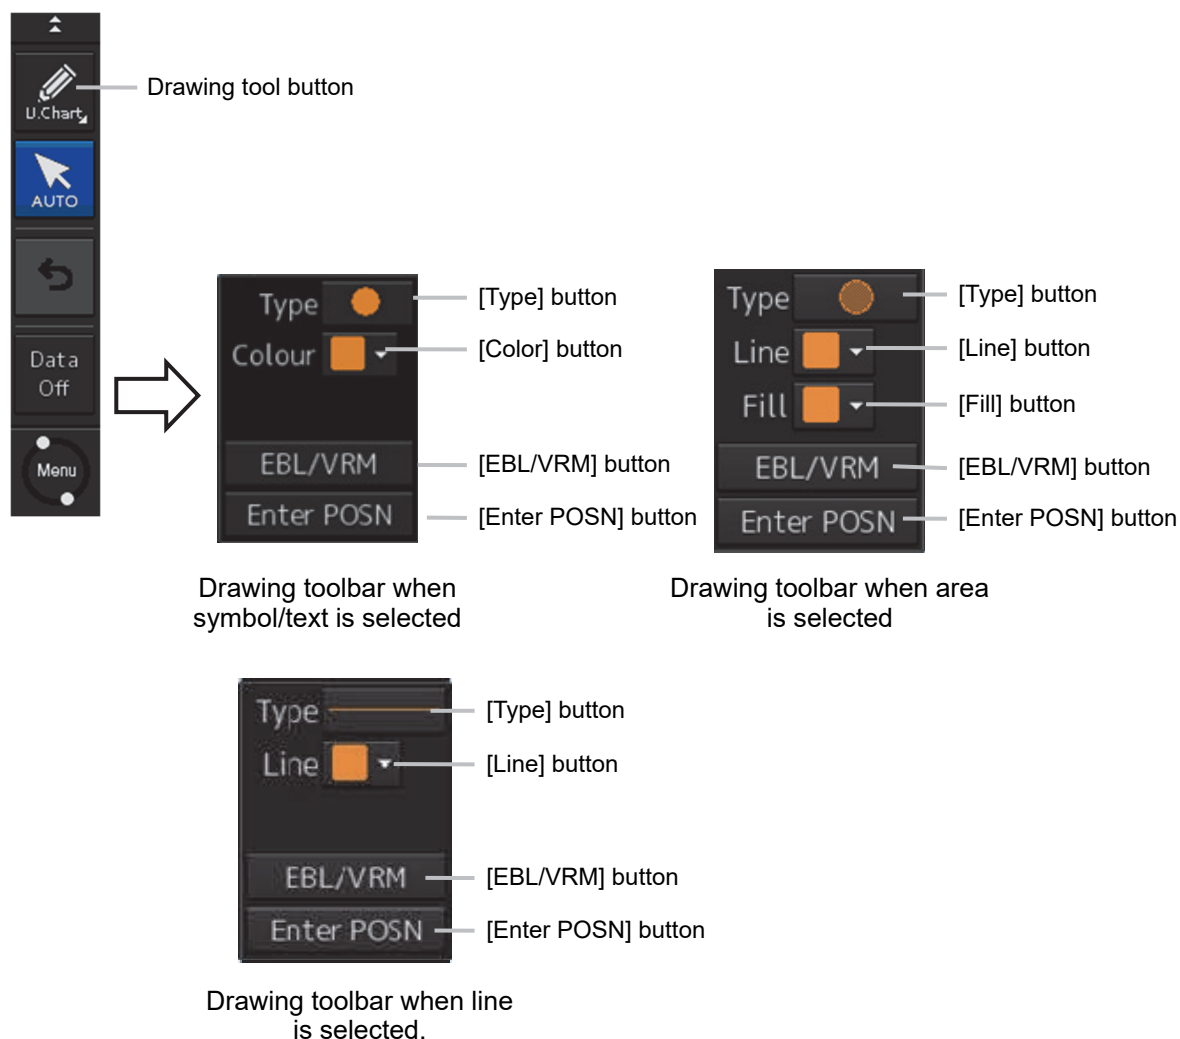 U.Chart
Drawing tool button
AUTO
Data
Off
Menu
Type
[Type] button
Colour
[Color] button
EBL/VRM
[EBL/VRM] button
Enter POSN
[Enter POSN] button
Drawing toolbar when
symbol/text is selected
Type
[Type] button
Line
[Line] button
Fill
[Fill] button
EBL/VRM
[EBL/VRM] button
Enter POSN
[Enter POSN] button
Drawing toolbar when area
is selected
Type
[Type] button
Line
[Line] button
EBL/VRM
[EBL/VRM] button
Enter POSN
[Enter POSN] button
Drawing toolbar when line
is selected.